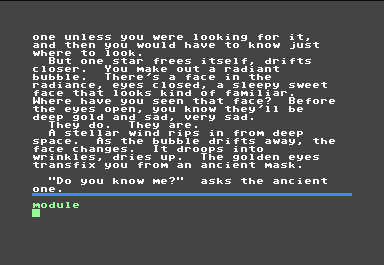 one unless you were looking for it,
and then you would have to know just
where to look.
But one star frees itself, drifts
closer. You make out a radiant
bubble. There's a face in the
radiance, eyes closed, a sleepy sweet
face that looks kind of familiar.
Where have you seen that face? Before
the eyes open, you know they'll be
deep gold and sad, very sad.
They do. They are.
A stellar wind rips in from deep
space. As the bubble drifts away, the
face changes. It droops into
wrinkles, dries up. The golden eyes
transfix you from an ancient mask.
"Do you know me?" asks the ancient
one.
module